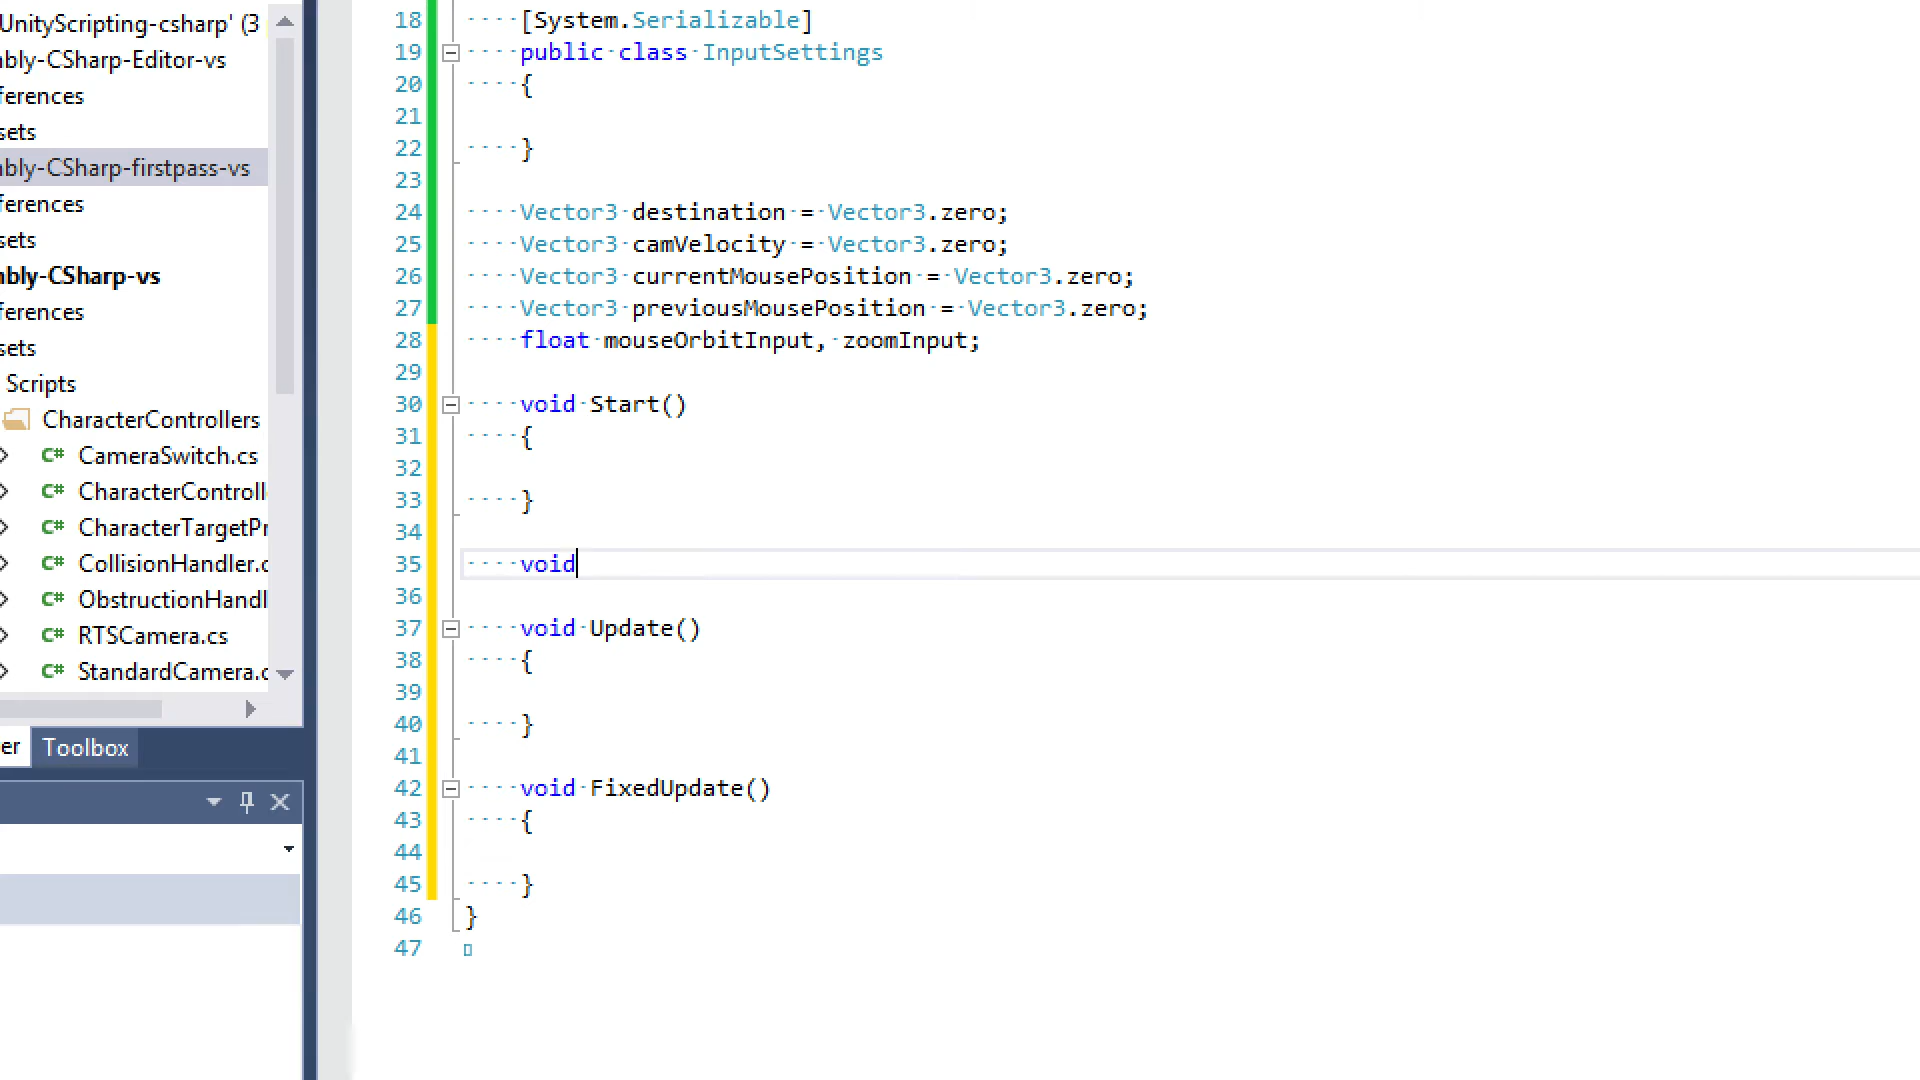 UnityScripting-csharp' (3
bly-CSharp-Editor-vs
ferences
sets
bly-CSharp-firstpass-vs
ferences
sets
bly-CSharp-vs
ferences
sets
Scripts
CharacterControllers
C# CameraSwitch.cs
C# CharacterControll
C# CharacterTargetPr
C# CollisionHandler.c
C# ObstructionHandl
C# RTSCamera.cs
C# StandardCamera.c
er Toolbox
18 [System.Serializable]
19 public class InputSettings
20 {
21
22 }
23
24 Vector3 destination = Vector3.zero;
25 Vector3 camVelocity = Vector3.zero;
26 Vector3 currentMousePosition = Vector3.zero;
27 Vector3 previousMousePosition = Vector3.zero;
28 float mouseOrbitInput, zoomInput;
29
30 void Start()
31 {
32
33 }
34
35 void
36
37 void Update()
38 {
39
40 }
41
42 void FixedUpdate()
43 {
44
45 }
46 }
47